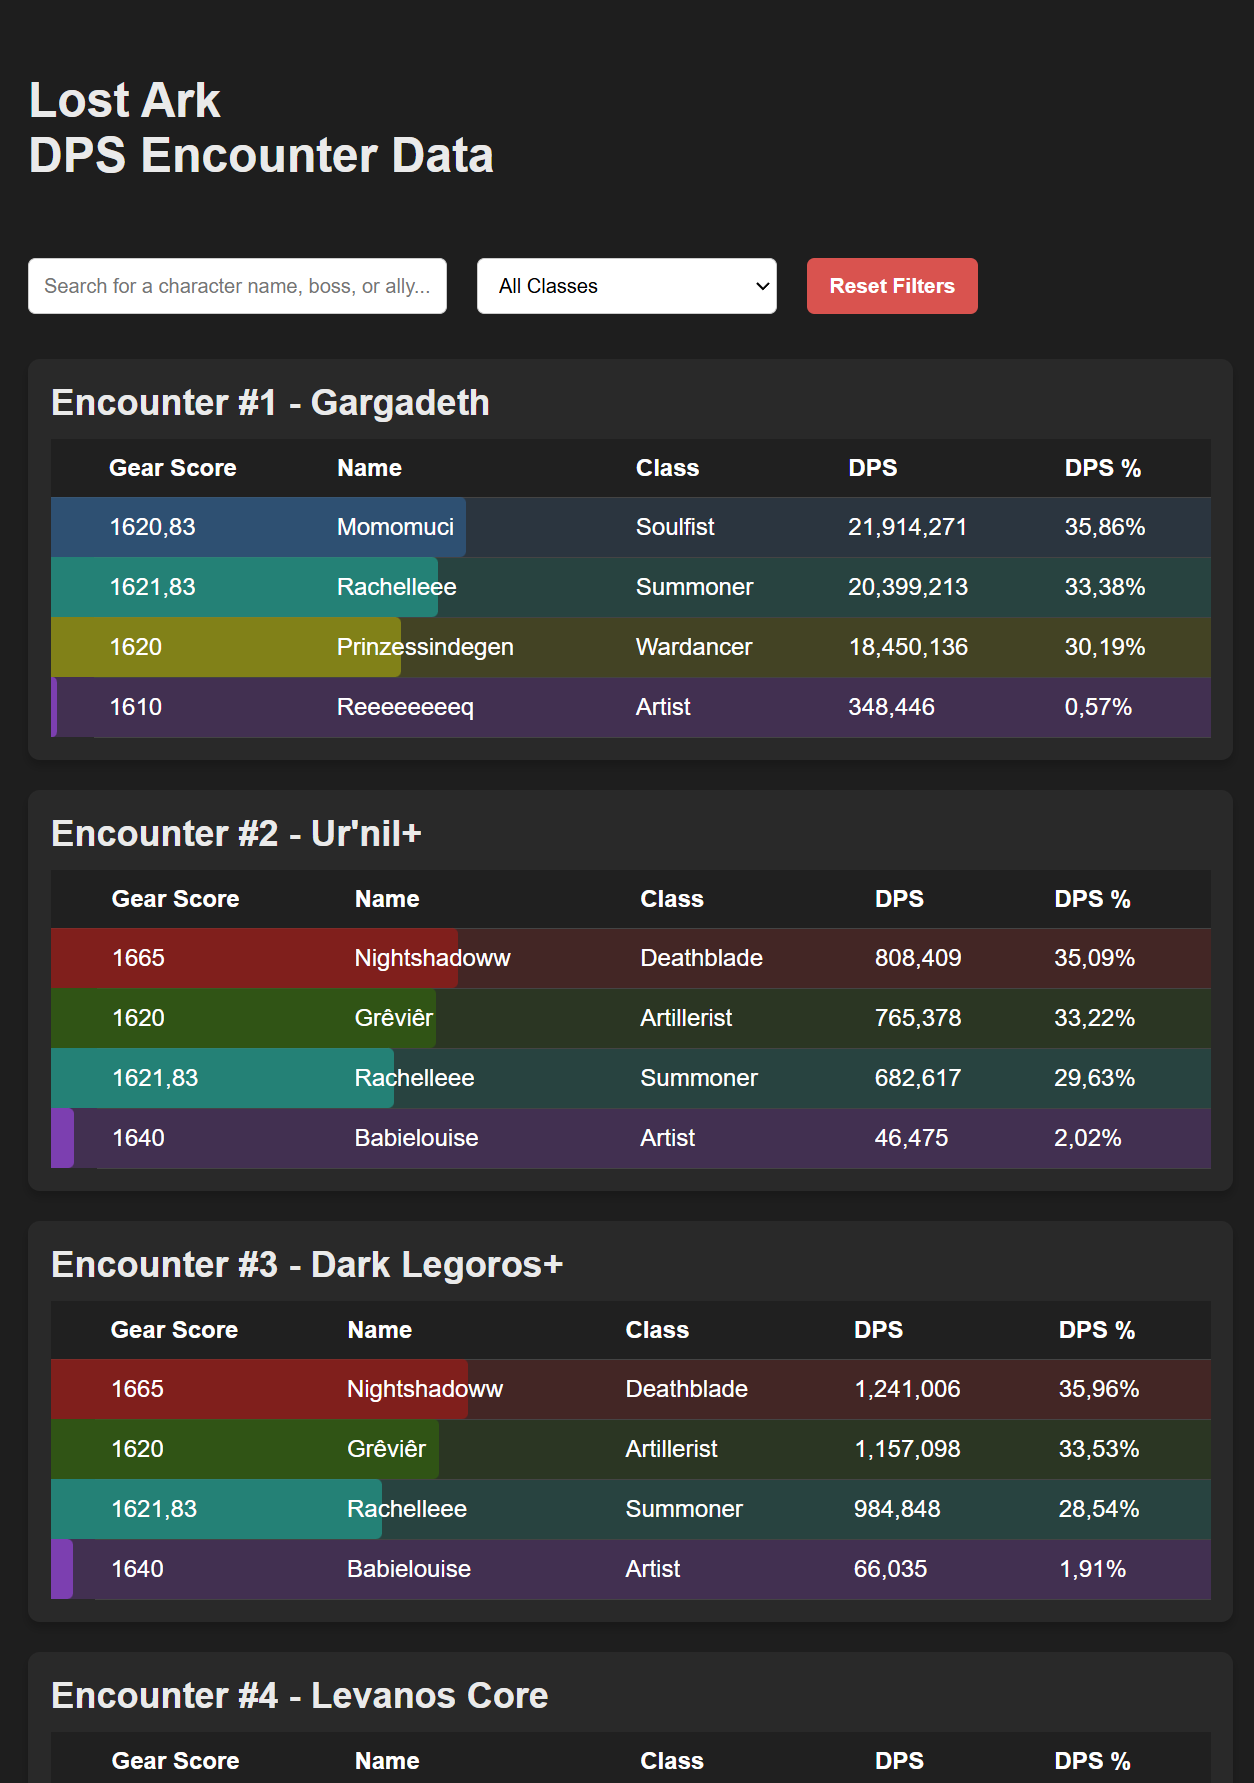 Lost Ark
DPS Encounter Data
Search for a character name, boss, or ally... All Classes Reset Filters
Encounter #1 - Gargadeth
Gear Score Name Class DPS DPS %
1620,83 Momomuci Soulfist 21,914,271 35,86%
1621,83 Rachelleee Summoner 20,399,213 33,38%
1620 Prinzessindegen Wardancer 18,450,136 30,19%
1610 Reeeeeeeeq Artist 348,446 0,57%
Encounter #2 - Ur'nil+
Gear Score Name Class DPS DPS %
1665 Nightshadoww Deathblade 808,409 35,09%
1620 Grêviêr Artillerist 765,378 33,22%
1621,83 Rachelleee Summoner 682,617 29,63%
1640 Babielouise Artist 46,475 2,02%
Encounter #3 - Dark Legoros+
Gear Score Name Class DPS DPS %
1665 Nightshadoww Deathblade 1,241,006 35,96%
1620 Grêviêr Artillerist 1,157,098 33,53%
1621,83 Rachelleee Summoner 984,848 28,54%
1640 Babielouise Artist 66,035 1,91%
Encounter #4 - Levanos Core
Gear Score Name Class DPS DPS %